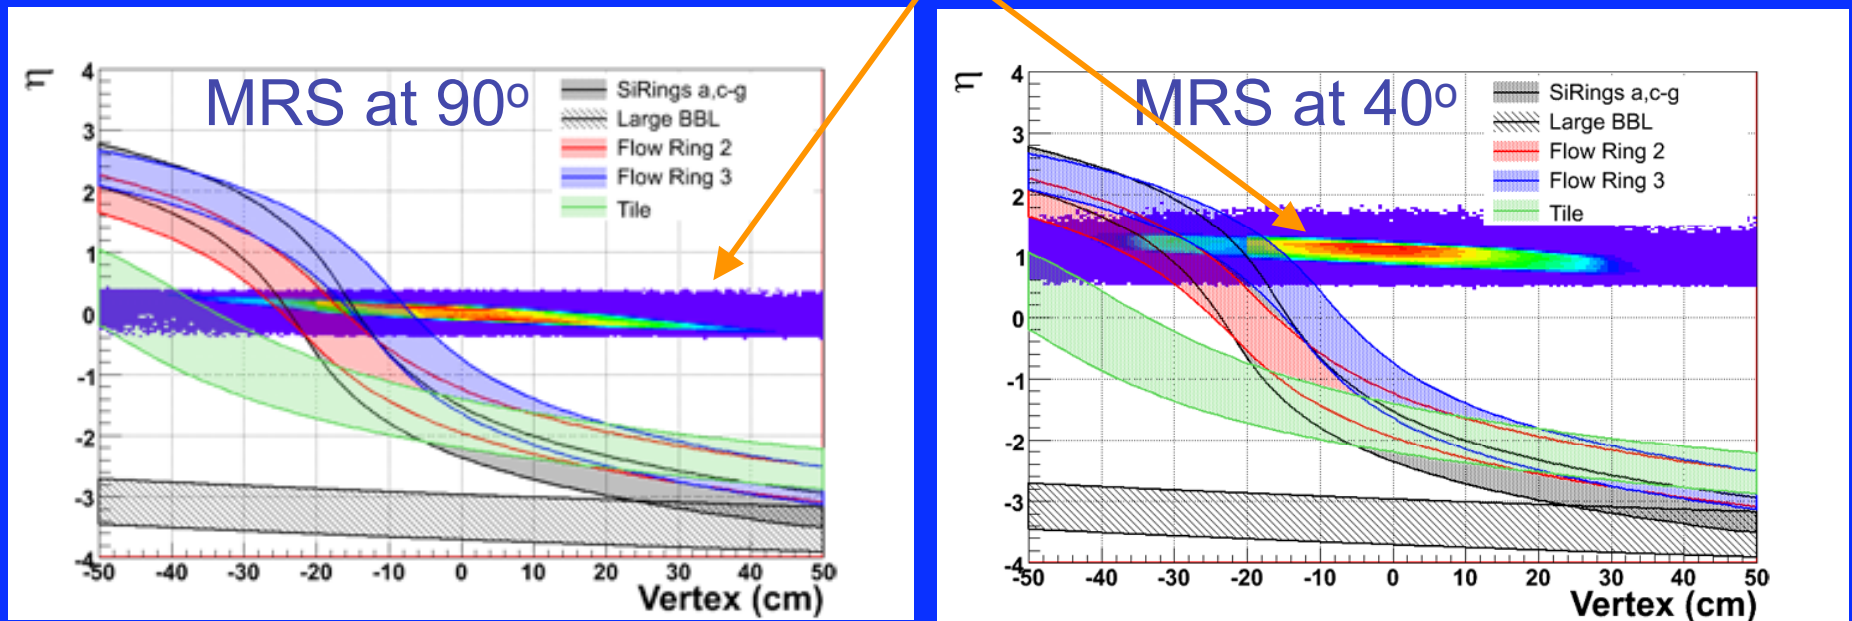 η
MRS at 90º
SiRings a,c-g
Large BBL
Flow Ring 2
Flow Ring 3
Tile
4
3
2
1
0
-1
-2
-3
-4
-50 -40 -30 -20 -10 0 10 20 30 40 50
Vertex (cm)
η
MRS at 40º
SiRings a,c-g
Large BBL
Flow Ring 2
Flow Ring 3
Tile
4
3
2
1
0
-1
-2
-3
-4
-50 -40 -30 -20 -10 0 10 20 30 40 50
Vertex (cm)